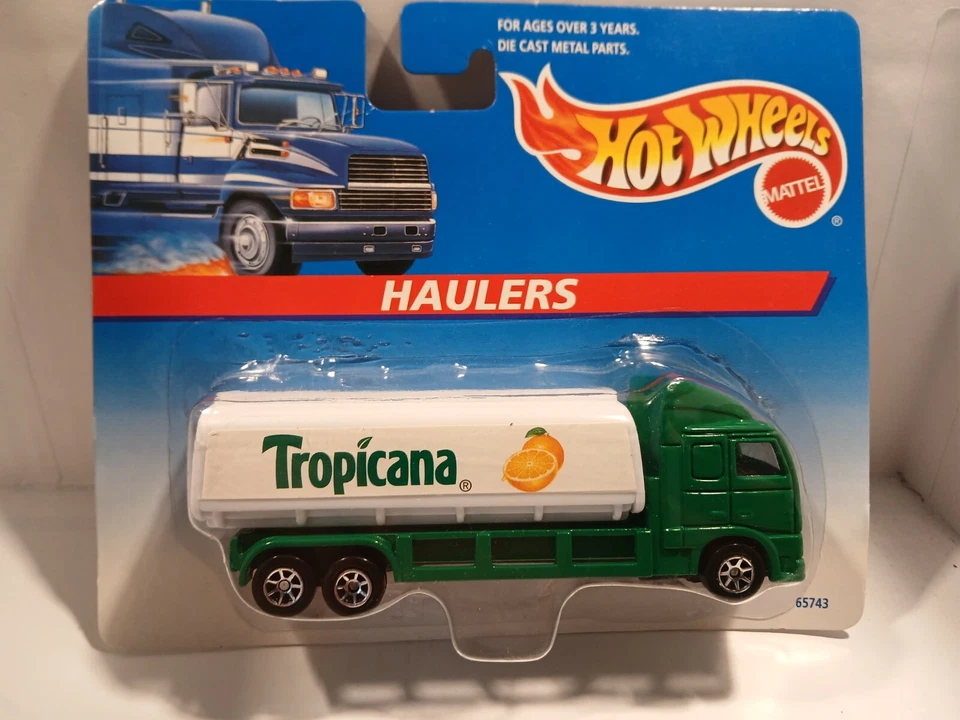 FOR AGES OVER 3 YEARS.
DIE CAST METAL PARTS.
HOT WHEELS
MATTEL
®
HAULERS
Tropicana®
65743